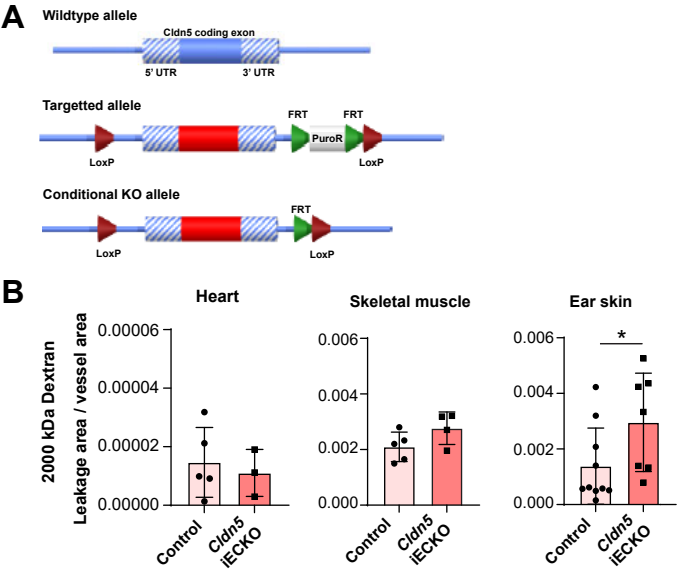 A
Wildtype allele
Cldn5 coding exon
5' UTR
3' UTR
Targetted allele
FRT
FRT
PuroR
LoxP
LoxP
Conditional KO allele
FRT
LoxP
LoxP
B
2000 kDa Dextran
Leakage area / vessel area
Heart
0.00006
0.00004
0.00002
0.00000
Control
Cldn5
iECKO
Skeletal muscle
0.006
0.004
0.002
0.000
Control
Cldn5
iECKO
Ear skin
*
0.006
0.004
0.002
0.000
Control
Cldn5
iECKO